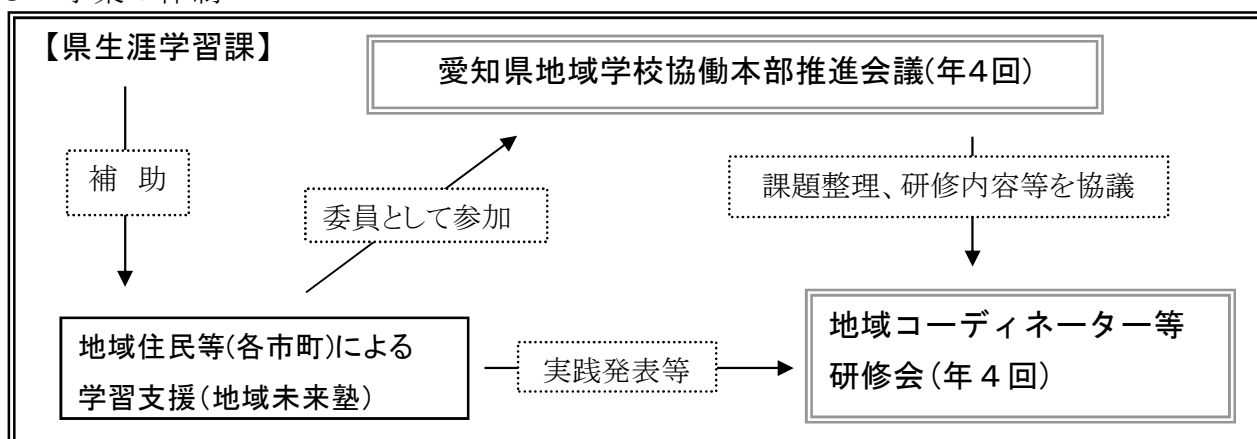 【県生涯学習課】
愛知県地域学校協働本部推進会議(年4回)
補 助
委員として参加
課題整理、研修内容等を協議
地域住民等(各市町)による
学習支援(地域未来塾)
実践発表等
地域コーディネーター等
研修会(年4回)